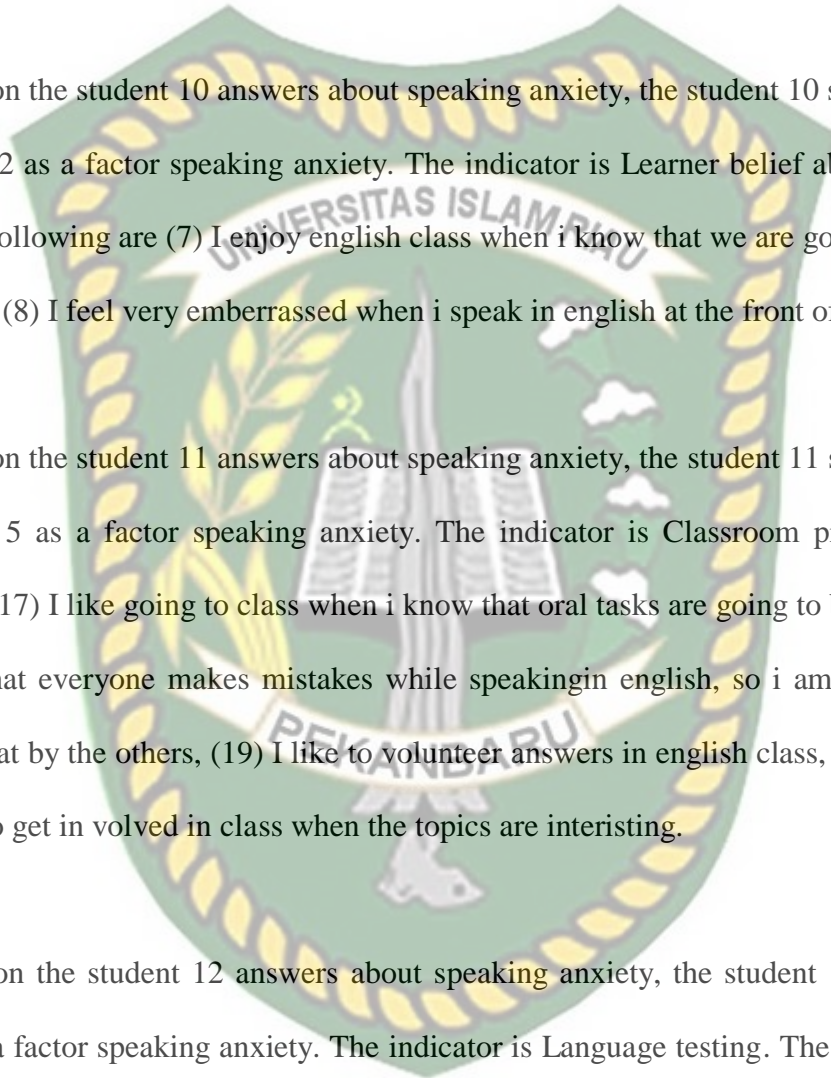 on the student 10 answers about speaking anxiety, the student 10 s
2 as a factor speaking anxiety. The indicator is Learner belief ab
ollowing are (7) I enjoy english class when i know that we are go
UNIVERSITAS ISLAM RIAU
(8) I feel very emberrassed when i speak in english at the front of
on the student 11 answers about speaking anxiety, the student 11 s
5 as a factor speaking anxiety. The indicator is Classroom p
17) I like going to class when i know that oral tasks are going to
hat everyone makes mistakes while speakingin english, so i am
at by the others, (19) I like to volunteer answers in english class,
PEKANBARU
o get in volved in class when the topics are interisting.
on the student 12 answers about speaking anxiety, the student
a factor speaking anxiety. The indicator is Language testing. The